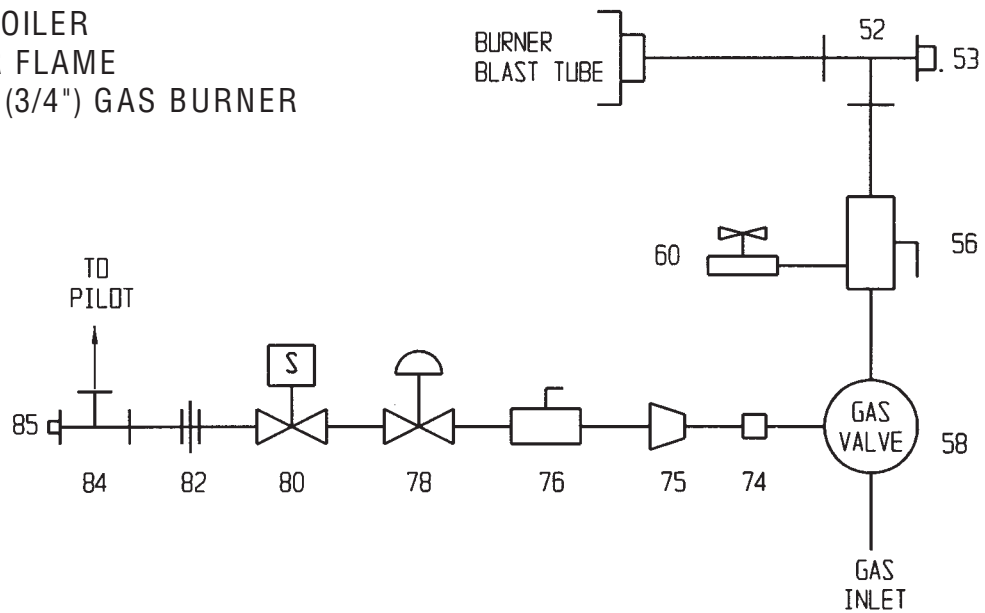 OILER
FLAME
(3/4") GAS BURNER
BURNER
BLAST TUBE
52
53
60
56
TO
PILOT
S
85
GAS
VALVE
58
84
82
80
78
76
75
74
GAS
INLET